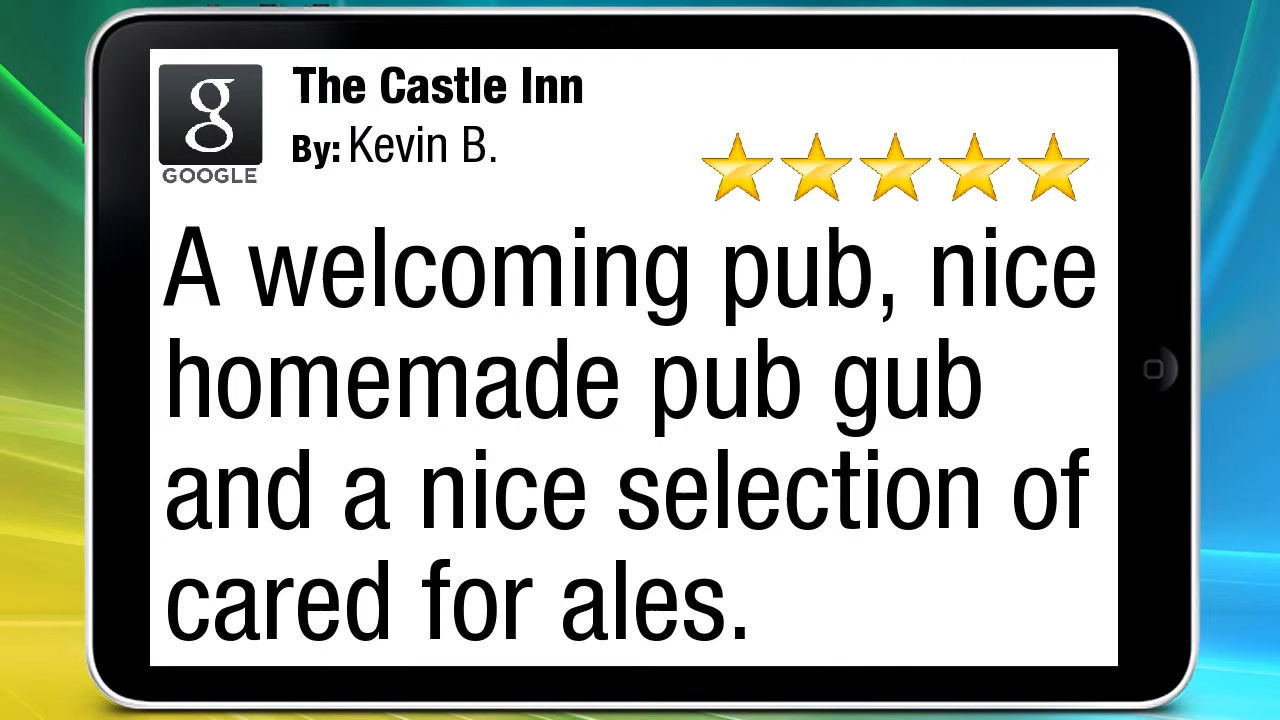 The Castle Inn
By: Kevin B.
g
GOOGLE
A welcoming pub, nice
homemade pub gub
and a nice selection of
cared for ales.